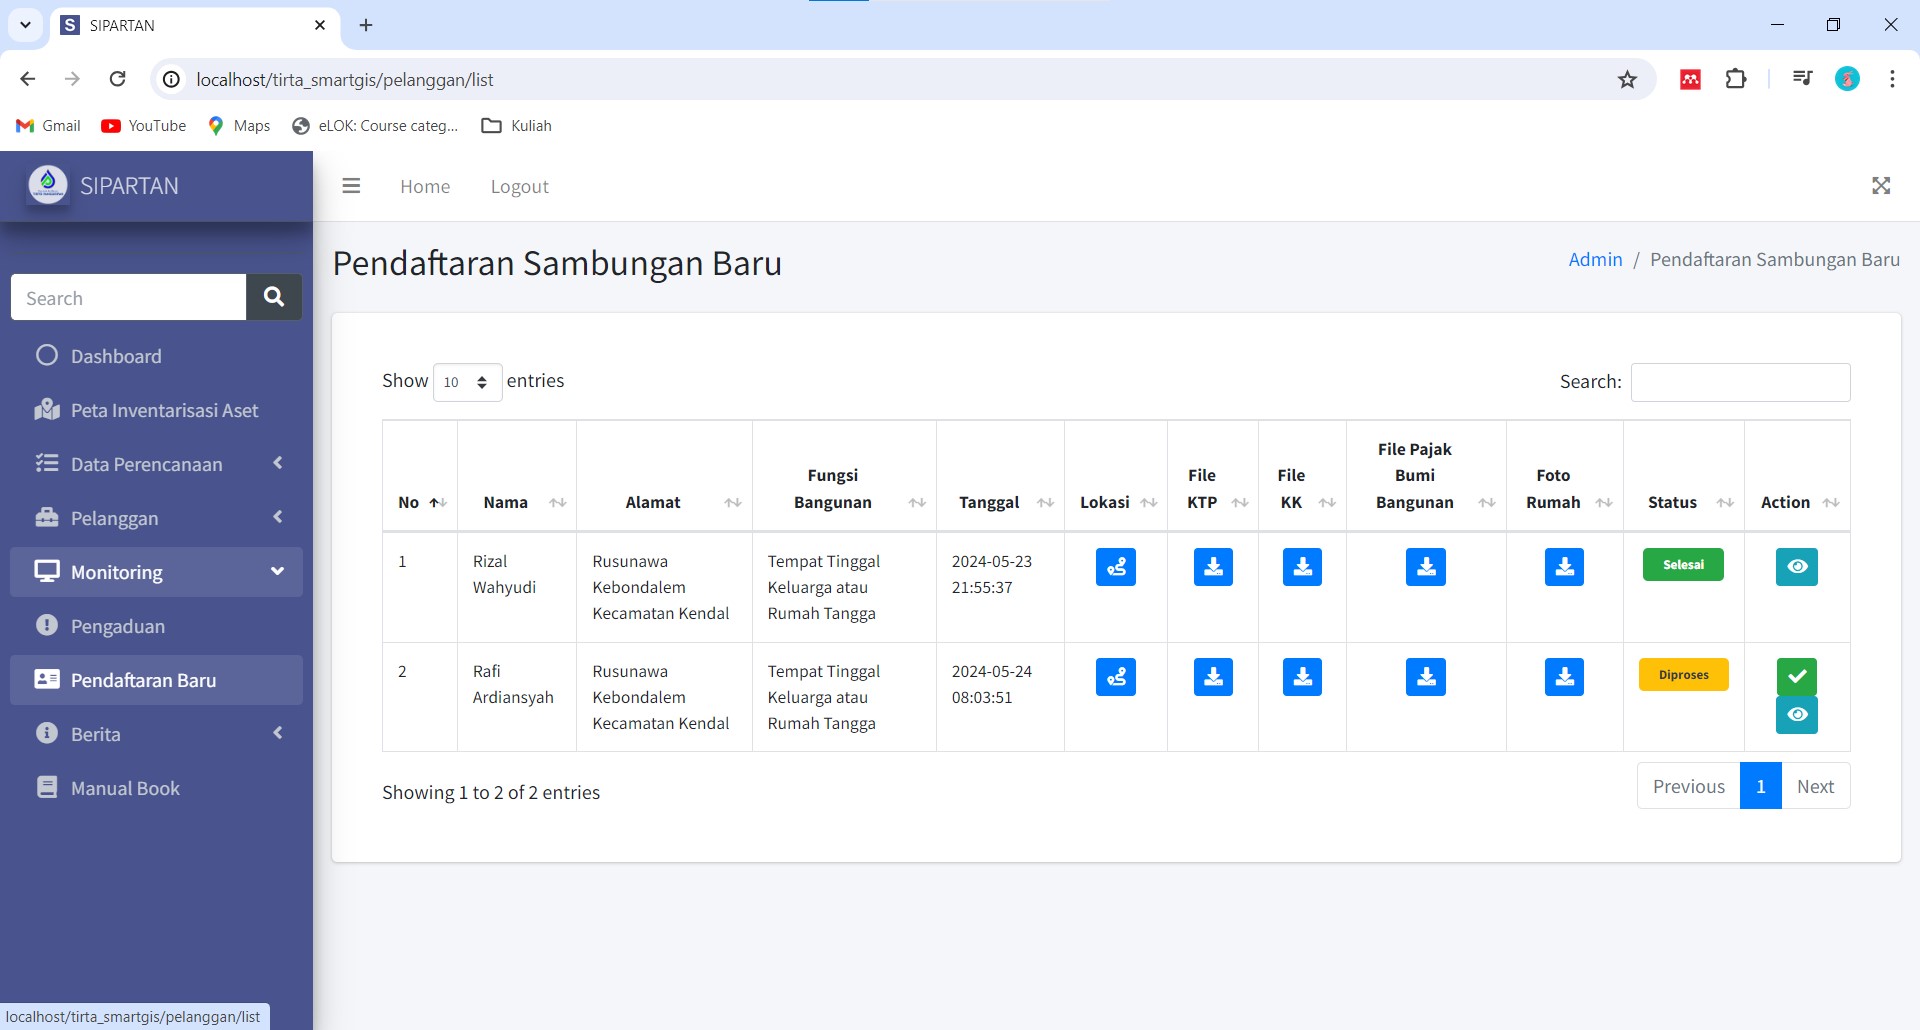 SIPARTAN
localhost/tirta_smartgis/pelanggan/list
Gmail YouTube Maps eLOK: Course categ... Kuliah
SIPARTAN
Home Logout
Search
Dashboard
Peta Inventarisasi Aset
Data Perencanaan
Pelanggan
Monitoring
Pengaduan
Pendaftaran Baru
Berita
Manual Book
Pendaftaran Sambungan Baru
Admin / Pendaftaran Sambungan Baru
Show 10 entries
Search:
No Nama Alamat Fungsi Bangunan Tanggal Lokasi File KTP File KK File Pajak Bumi Bangunan Foto Rumah Status Action
1 Rizal Wahyudi Rusunawa Kebondalem Kecamatan Kendal Tempat Tinggal Keluarga atau Rumah Tangga 2024-05-23 21:55:37 Selesai
2 Rafi Ardiansyah Rusunawa Kebondalem Kecamatan Kendal Tempat Tinggal Keluarga atau Rumah Tangga 2024-05-24 08:03:51 Diproses
Showing 1 to 2 of 2 entries
Previous 1 Next
localhost/tirta_smartgis/pelanggan/list